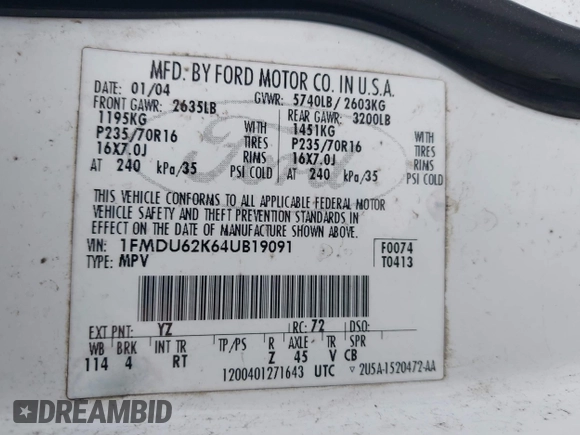 MFD. BY FORD MOTOR CO. IN U.S.A.
DATE: 01/04 GVWR: 5740LB / 2603KG
FRONT GAWR: 2635LB REAR GAWR: 3200LB
1195KG 1451KG
P235/70R16 TIRES P235/70R16 TIRES
16X7.0J RIMS 16X7.0J RIMS
AT 240 kPa/35 PSI COLD AT 240 kPa/35 PSI COLD
Ford
THIS VEHICLE CONFORMS TO ALL APPLICABLE FEDERAL MOTOR
VEHICLE SAFETY AND THEFT PREVENTION STANDARDS IN
EFFECT ON THE DATE OF MANUFACTURE SHOWN ABOVE.
VIN: 1FMDU62K64UB19091 F0074
TYPE: MPV T0413
EXT PNT: YZ RC: 72 DSO:
WB BRK INT TR TP/PS R AXLE TR SPR
114 4 RT Z 45 V CB
1200401271643 UTC ▽ 2U5A-1520472-AA
DREAMBID